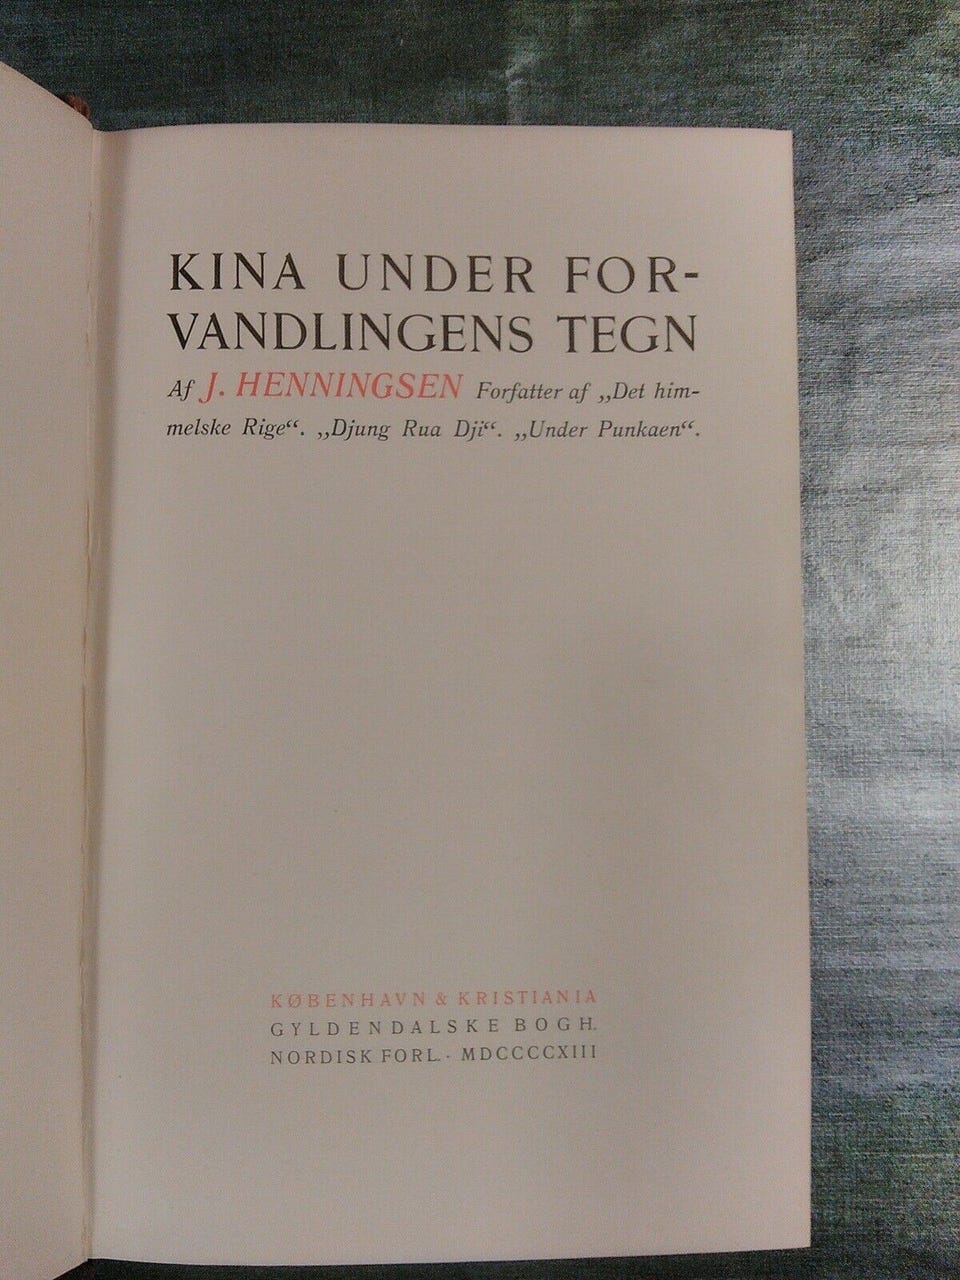 KINA UNDER FOR-
VANDLINGENS TEGN
Af J. HENNINGSEN Forfatter af „Det him-
melske Rige“. „Djung Rua Dji“. „Under Punkaen“.
KØBENHAVN & KRISTIANIA
GYLDENDALSKE BOGH.
NORDISK FORL. · MDCCCCXIII